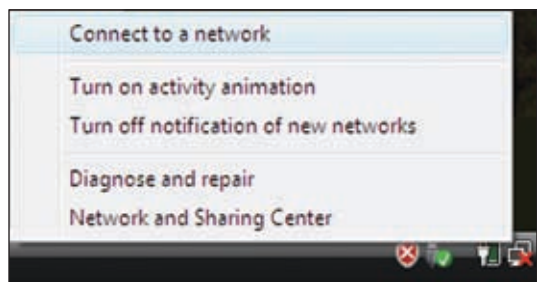 Connect to a network
Turn on activity animation
Turn off notification of new networks
Diagnose and repair
Network and Sharing Center